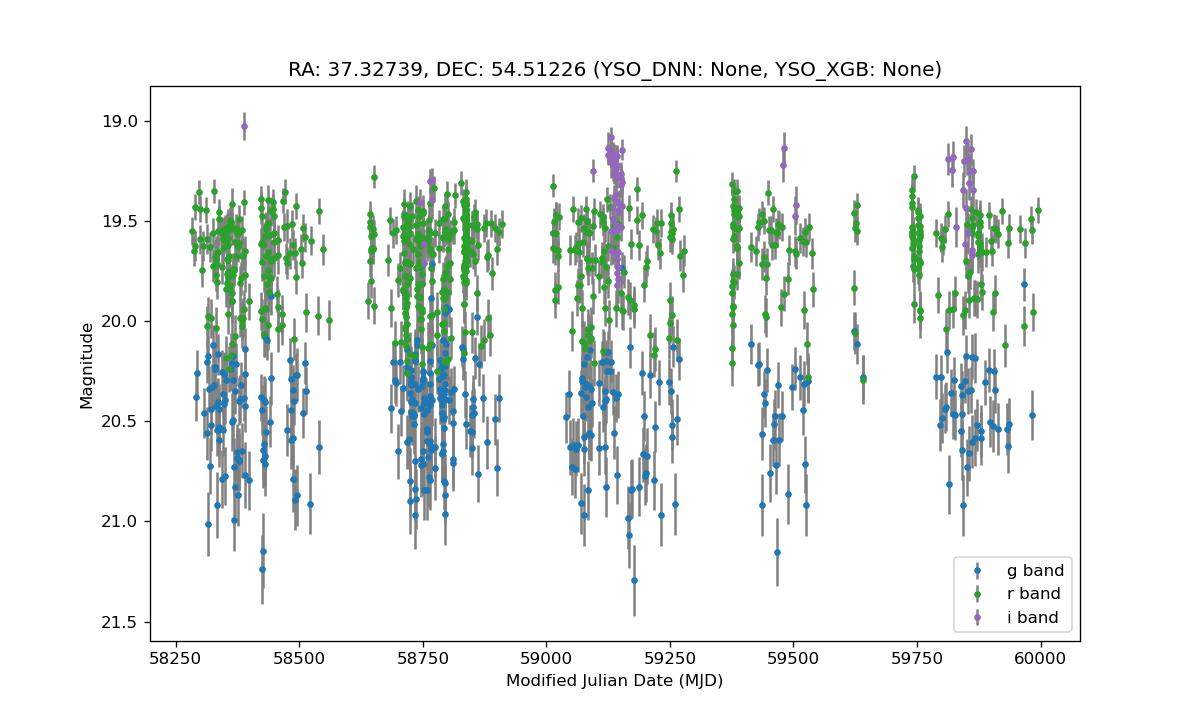 RA: 37.32739, DEC: 54.51226 (YSO_DNN: None, YSO_XGB: None)
19.0
19.5
20.0
20.5
21.0
21.5
Magnitude
58250 58500 58750 59000 59250 59500 59750 60000
Modified Julian Date (MJD)
g band
r band
i band